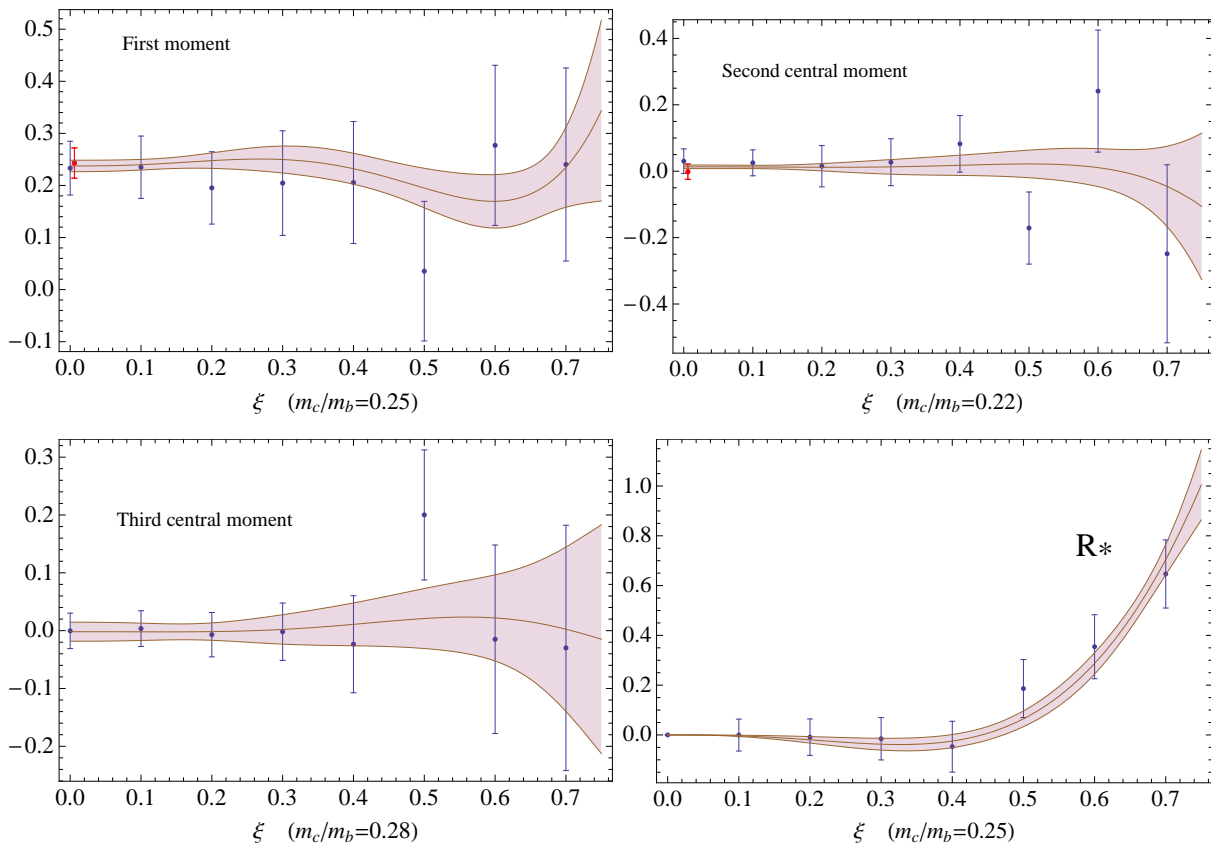 First moment
0.5
0.4
0.3
0.2
0.1
0.0
−0.1
0.0 0.1 0.2 0.3 0.4 0.5 0.6 0.7
ξ (m_c/m_b=0.25)
Second central moment
0.4
0.2
0.0
−0.2
−0.4
0.0 0.1 0.2 0.3 0.4 0.5 0.6 0.7
ξ (m_c/m_b=0.22)
Third central moment
0.3
0.2
0.1
0.0
−0.1
−0.2
0.0 0.1 0.2 0.3 0.4 0.5 0.6 0.7
ξ (m_c/m_b=0.28)
R*
1.0
0.8
0.6
0.4
0.2
0.0
0.0 0.1 0.2 0.3 0.4 0.5 0.6 0.7
ξ (m_c/m_b=0.25)